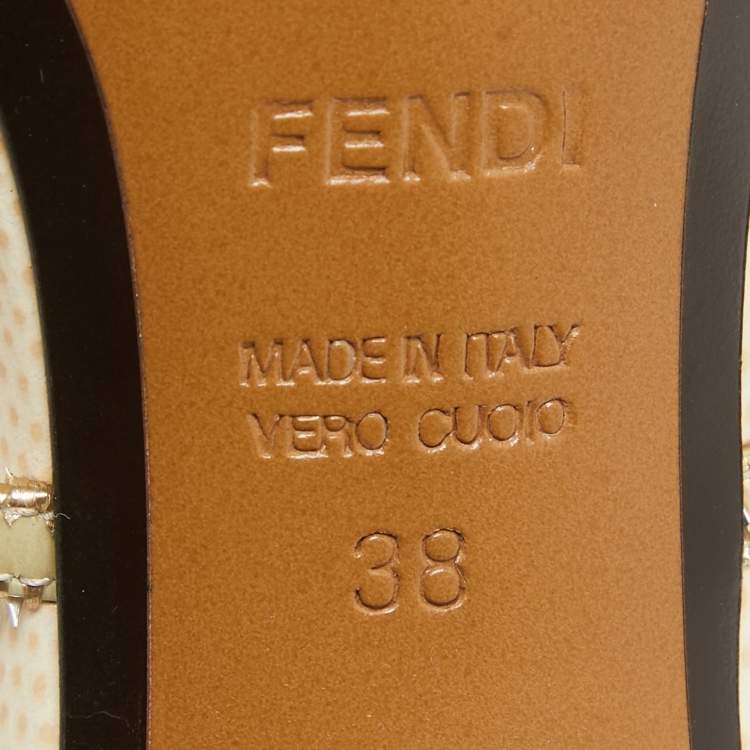 FENDI
MADE IN ITALY
VERO CUOIO
38